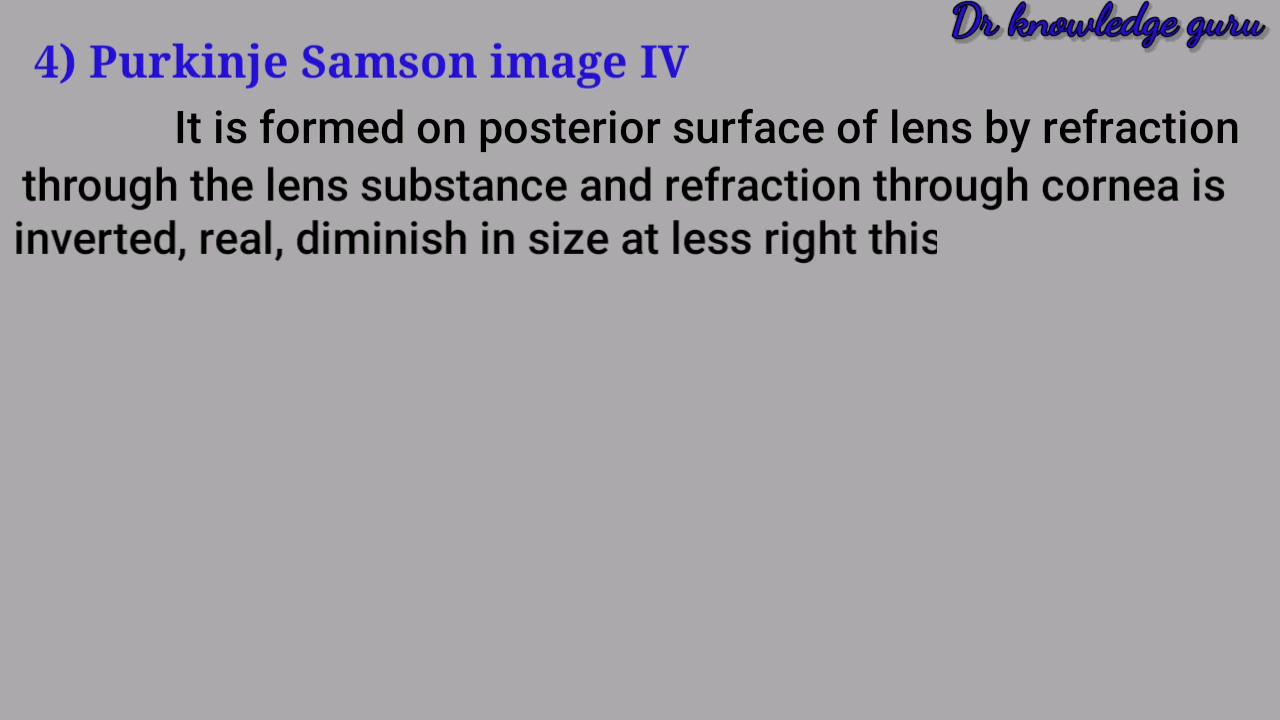 Dr knowledge guru
4) Purkinje Samson image IV
It is formed on posterior surface of lens by refraction
through the lens substance and refraction through cornea is
inverted, real, diminish in size at less right this